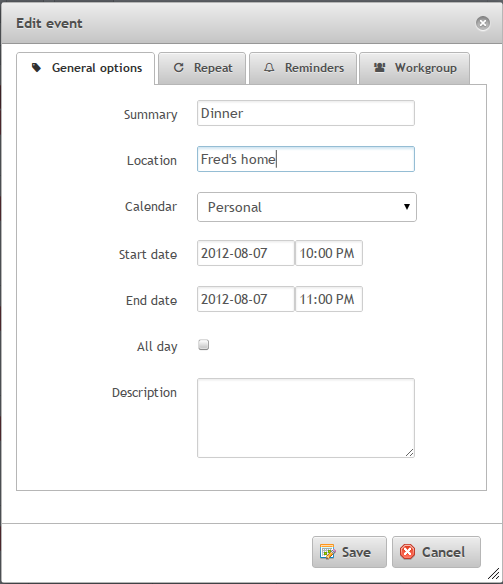 Edit event
General options Repeat Reminders Workgroup
Summary Dinner
Location Fred's home
Calendar Personal
Start date 2012-08-07 10:00 PM
End date 2012-08-07 11:00 PM
All day
Description
Save Cancel